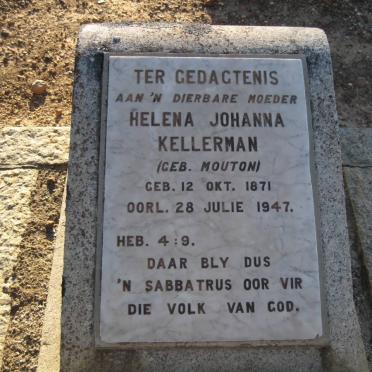 TER GEDAGTENIS
AAN 'N DIERBARE MOEDER
HELENA JOHANNA
KELLERMAN
(GEB. MOUTON)
GEB. 12 OKT. 1871
OORL. 28 JULIE 1947.
HEB. 4:9.
DAAR BLY DUS
'N SABBATRUS OOR VIR
DIE VOLK VAN GOD.